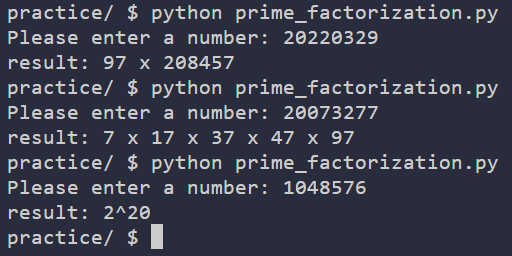 practice/ $ python prime_factorization.py
Please enter a number: 20220329
result: 97 x 208457
practice/ $ python prime_factorization.py
Please enter a number: 20073277
result: 7 x 17 x 37 x 47 x 97
practice/ $ python prime_factorization.py
Please enter a number: 1048576
result: 2^20
practice/ $